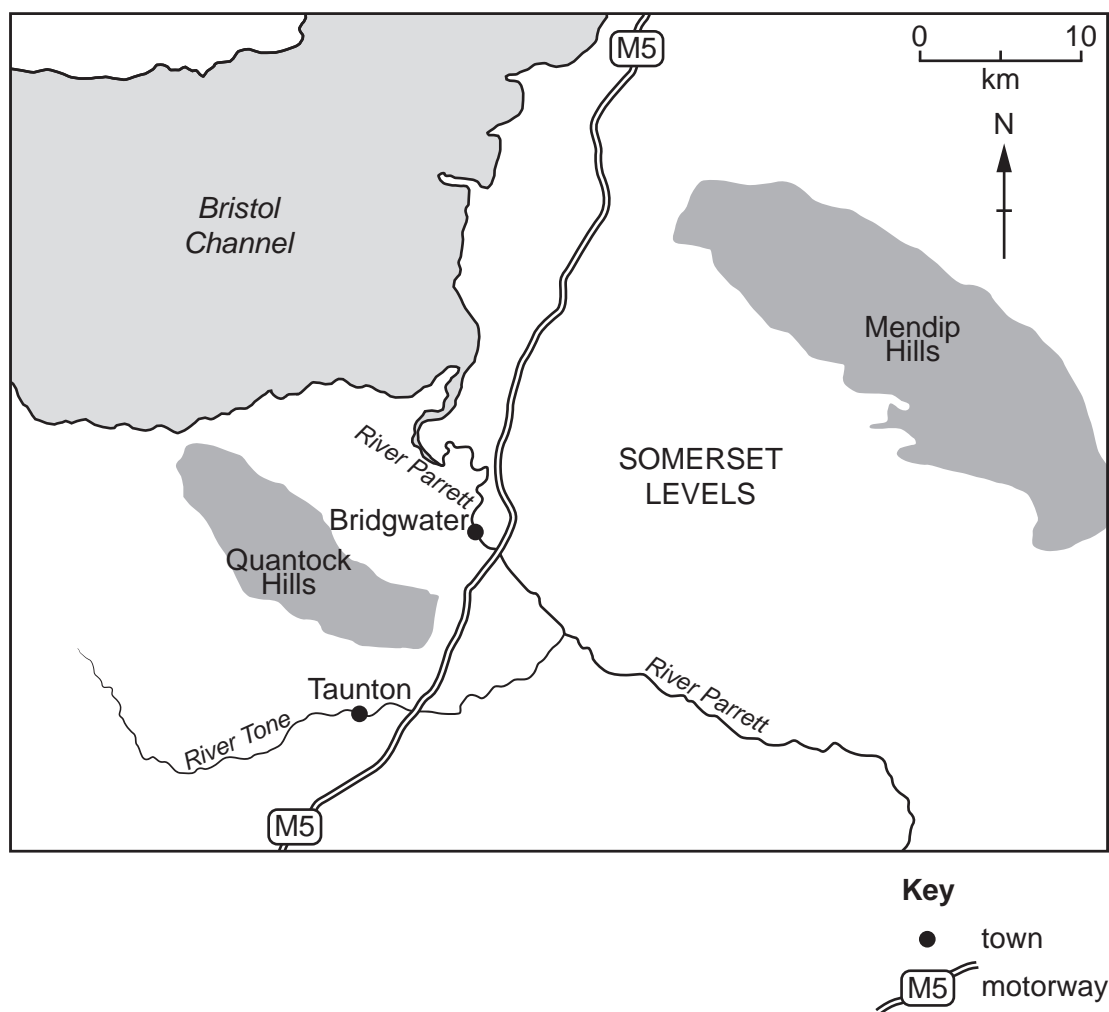 M5
0 10
km
N
Bristol
Channel
Mendip
Hills
SOMERSET
LEVELS
River Parrett
Bridgwater
Quantock
Hills
River Parrett
Taunton
River Tone
M5
Key
town
M5 motorway